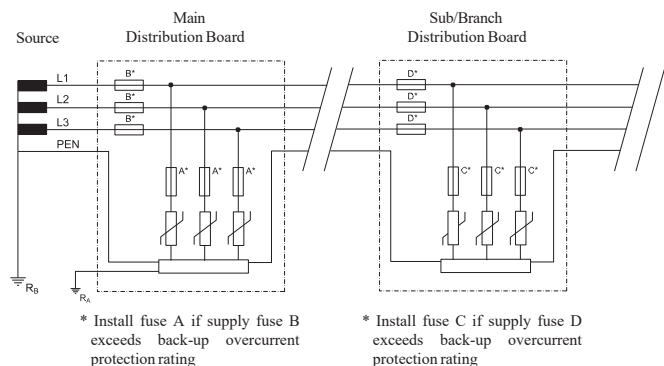 Source
Main
Distribution Board
Sub/Branch
Distribution Board
L1
B*
D*
L2
B*
D*
L3
B*
D*
PEN
A*
A*
A*
C*
C*
C*
RB
RA
* Install fuse A if supply fuse B
exceeds back-up overcurrent
protection rating
* Install fuse C if supply fuse D
exceeds back-up overcurrent
protection rating